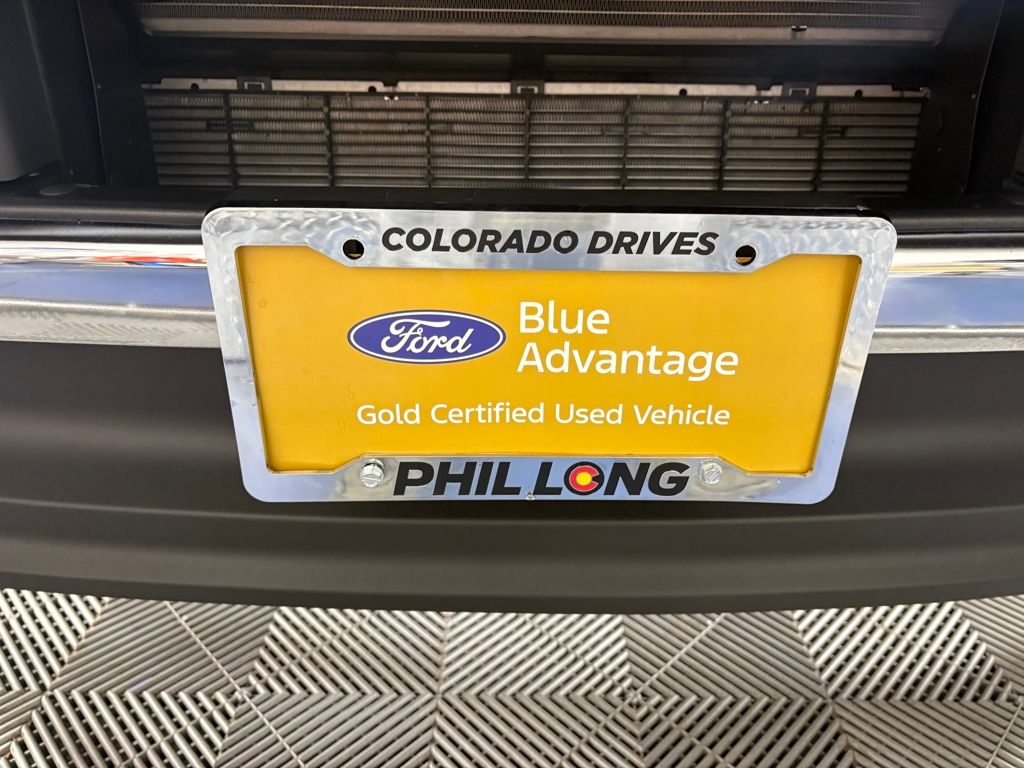 COLORADO DRIVES
Ford
Blue
Advantage
Gold Certified Used Vehicle
PHIL LONG